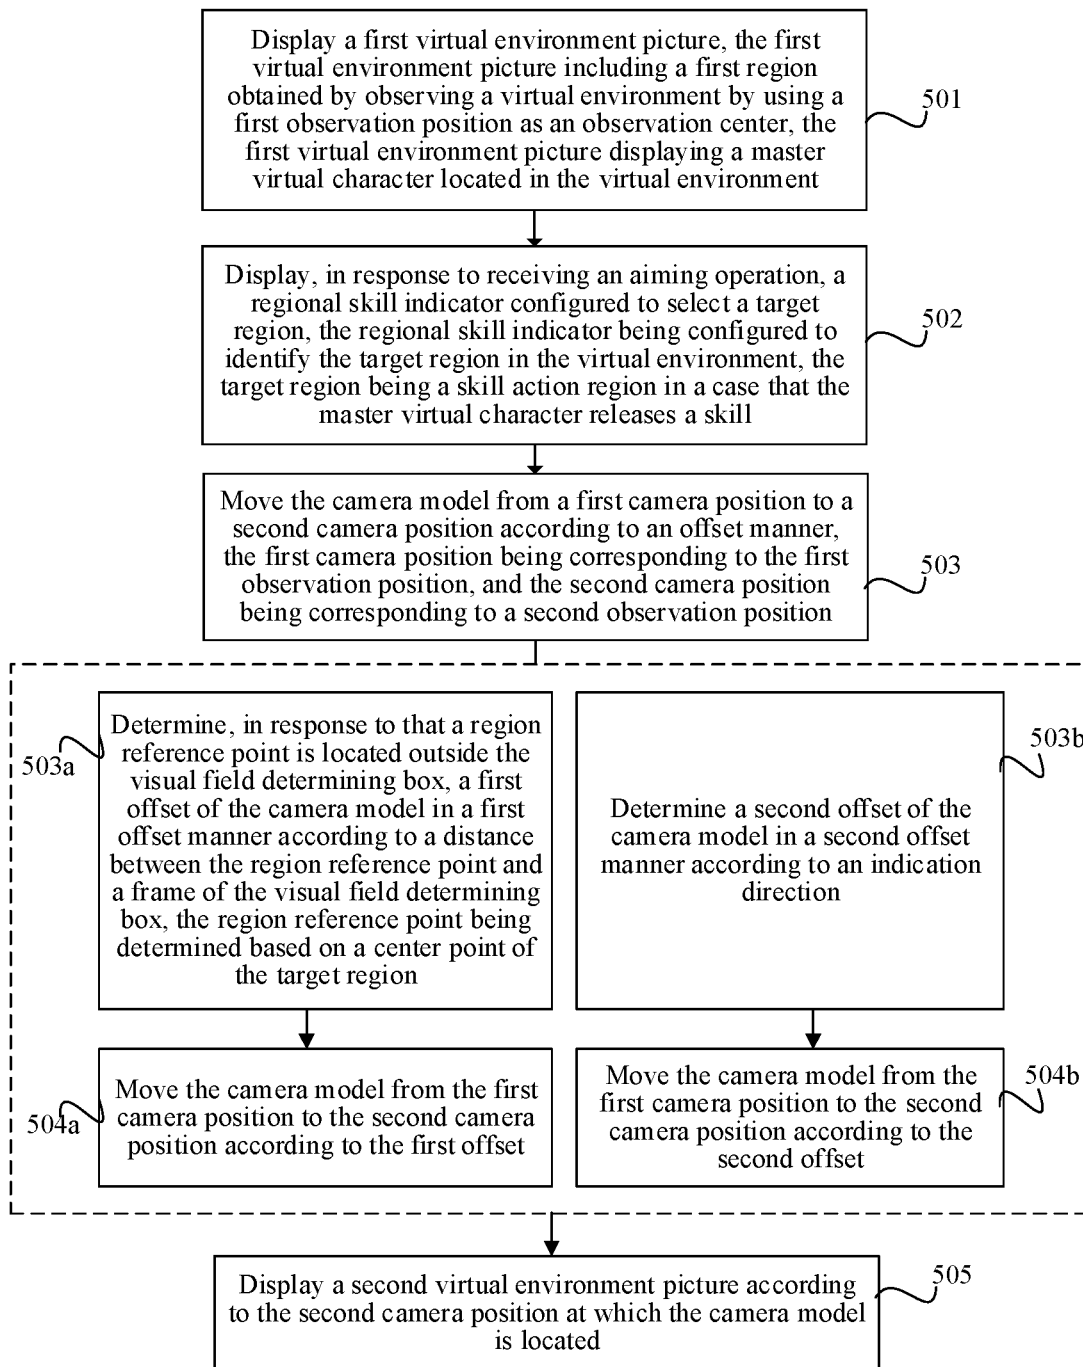 Display a first virtual environment picture, the first
virtual environment picture including a first region
obtained by observing a virtual environment by using a
first observation position as an observation center, the
first virtual environment picture displaying a master
virtual character located in the virtual environment
501
Display, in response to receiving an aiming operation, a
regional skill indicator configured to select a target
region, the regional skill indicator being configured to
identify the target region in the virtual environment, the
target region being a skill action region in a case that the
master virtual character releases a skill
502
Move the camera model from a first camera position to a
second camera position according to an offset manner,
the first camera position being corresponding to the first
observation position, and the second camera position
being corresponding to a second observation position
503
503a
Determine, in response to that a region
reference point is located outside the
visual field determining box, a first
offset of the camera model in a first
offset manner according to a distance
between the region reference point and
a frame of the visual field determining
box, the region reference point being
determined based on a center point of
the target region
Determine a second offset of the
camera model in a second offset
manner according to an indication
direction
503b
504a
Move the camera model from the first
camera position to the second camera
position according to the first offset
Move the camera model from the
first camera position to the second
camera position according to the
second offset
504b
Display a second virtual environment picture according
to the second camera position at which the camera model
is located
505